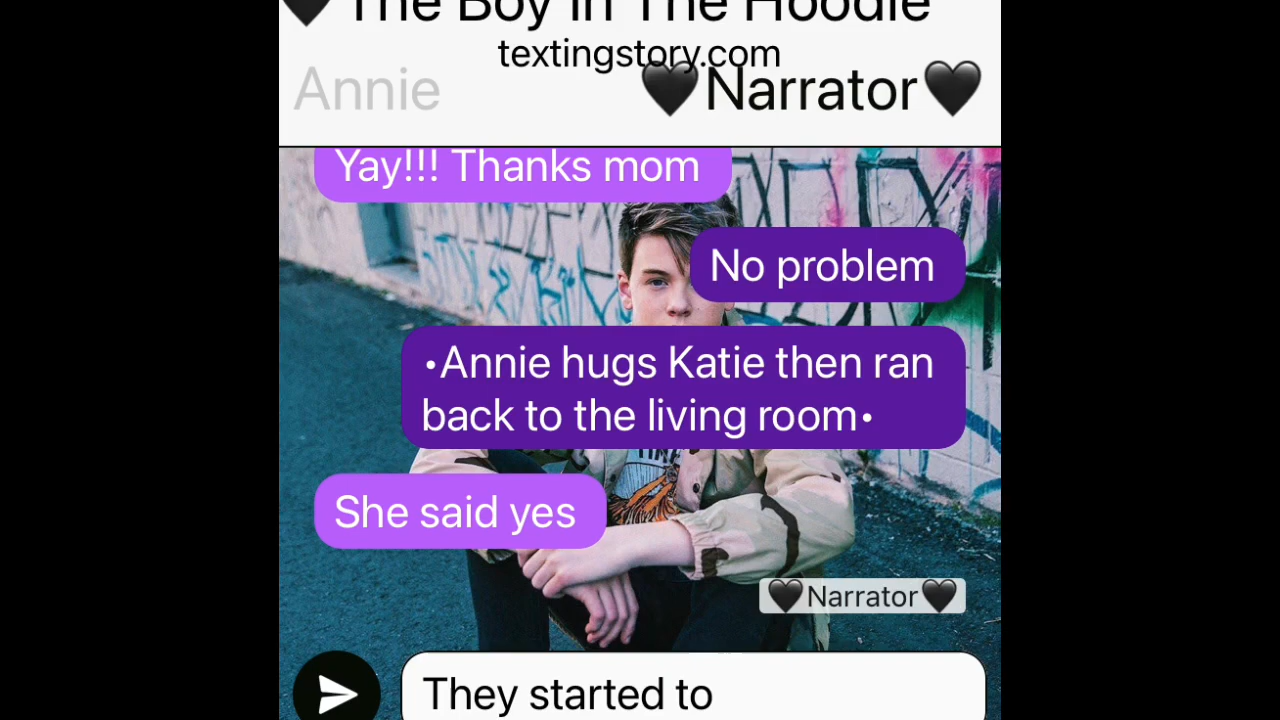 🖤The Boy In The Hoodie
textingstory.com
Annie
🖤Narrator🖤
Yay!!! Thanks mom
No problem
•Annie hugs Katie then ran
back to the living room•
She said yes
🖤Narrator🖤
They started to